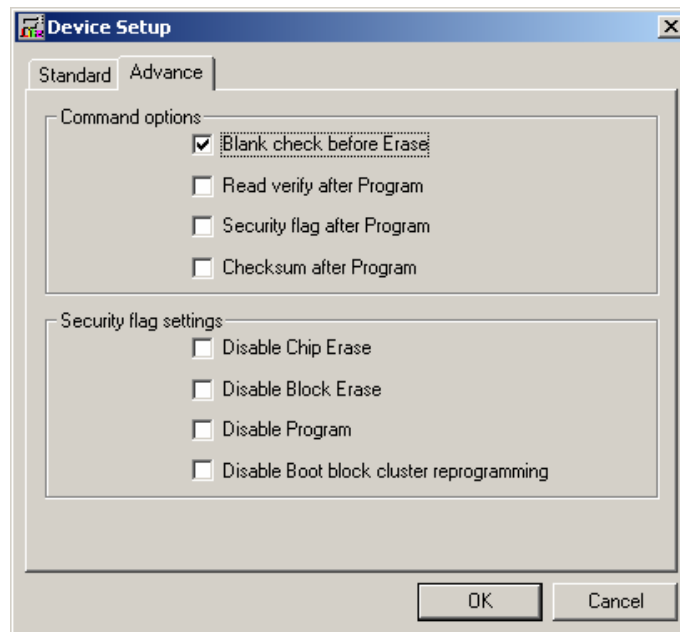 Device Setup
Standard
Advance
Command options
Blank check before Erase
Read verify after Program
Security flag after Program
Checksum after Program
Security flag settings
Disable Chip Erase
Disable Block Erase
Disable Program
Disable Boot block cluster reprogramming
OK
Cancel